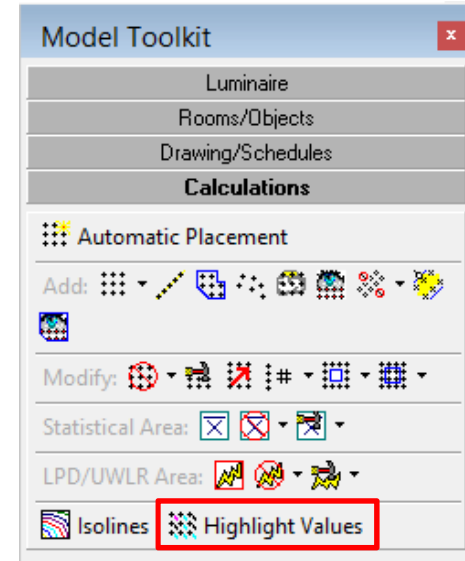 Model Toolkit x
Luminaire
Rooms/Objects
Drawing/Schedules
Calculations
Automatic Placement
Add:
Modify: #
Statistical Area:
LPD/UWLR Area:
Isolines Highlight Values